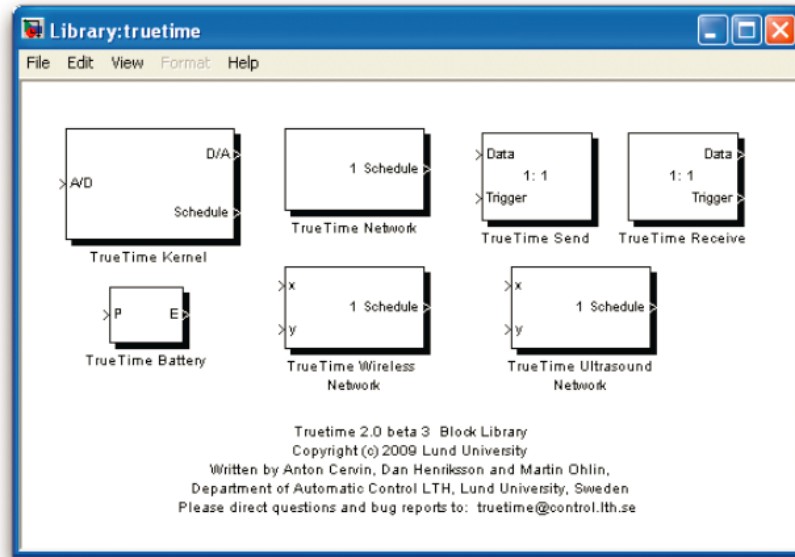 Library:truetime
File Edit View Format Help
D/A
A/D
Schedule
TrueTime Kernel
1 Schedule
TrueTime Network
Data
1: 1
Trigger
TrueTime Send
Data
1: 1
Trigger
TrueTime Receive
P E
TrueTime Battery
x
1 Schedule
y
TrueTime Wireless
Network
x
1 Schedule
y
TrueTime Ultrasound
Network
Truetime 2.0 beta 3 Block Library
Copyright (c) 2009 Lund University
Written by Anton Cervin, Dan Henriksson and Martin Ohlin,
Department of Automatic Control LTH, Lund University, Sweden
Please direct questions and bug reports to: truetime@control.lth.se